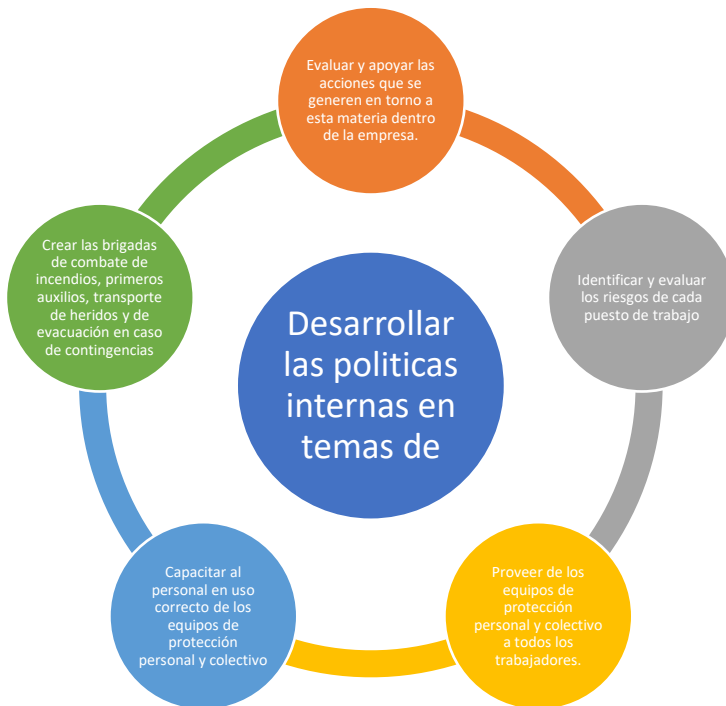 Evaluar y apoyar las
acciones que se
generen en torno a
esta materia dentro
de la empresa.
Identificar y evaluar
los riesgos de cada
puesto de trabajo
Proveer de los
equipos de
protección
personal y colectivo
a todos los
trabajadores.
Capacitar al
personal en uso
correcto de los
equipos de
protección
personal y colectivo
Crear las brigadas
de combate de
incendios, primeros
auxilios, transporte
de heridos y de
evacuación en caso
de contingencias
Desarrollar
las politicas
internas en
temas de